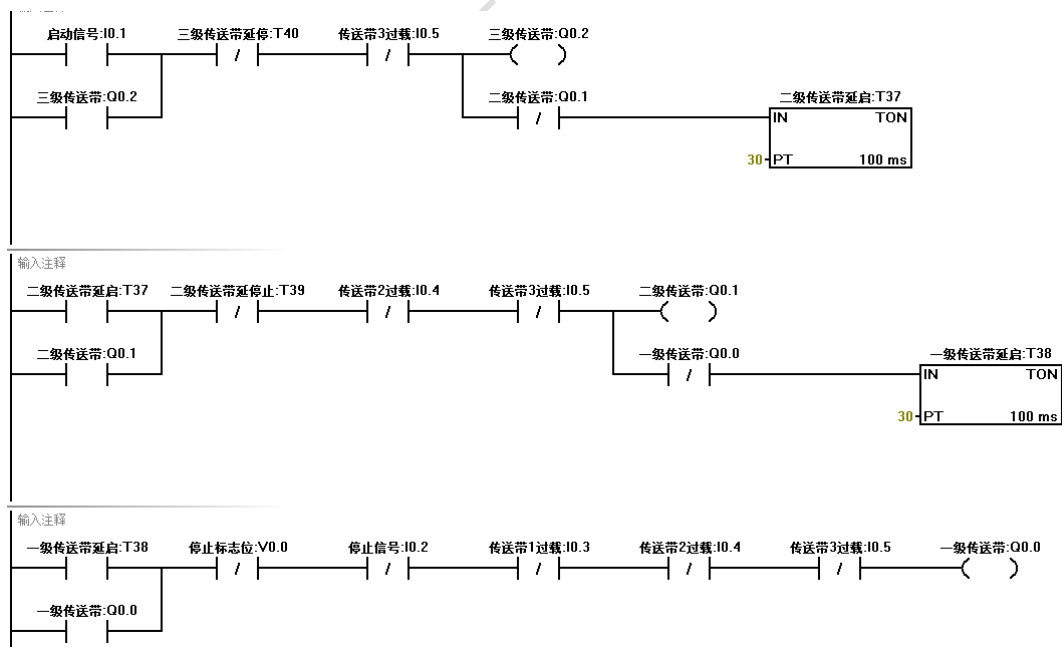 启动信号:I0.1 三级传送带延停:T40 传送带3过载:I0.5 三级传送带:Q0.2
三级传送带:Q0.2 二级传送带:Q0.1 二级传送带延启:T37
/ / / IN TON
30 PT 100 ms
输入注释
二级传送带延启:T37 二级传送带延停止:T39 传送带2过载:I0.4 传送带3过载:I0.5 二级传送带:Q0.1
/ / /
二级传送带:Q0.1 一级传送带:Q0.0 一级传送带延启:T38
/ IN TON
30 PT 100 ms
输入注释
一级传送带延启:T38 停止标志位:V0.0 停止信号:I0.2 传送带1过载:I0.3 传送带2过载:I0.4 传送带3过载:I0.5 一级传送带:Q0.0
/ / / / /
一级传送带:Q0.0